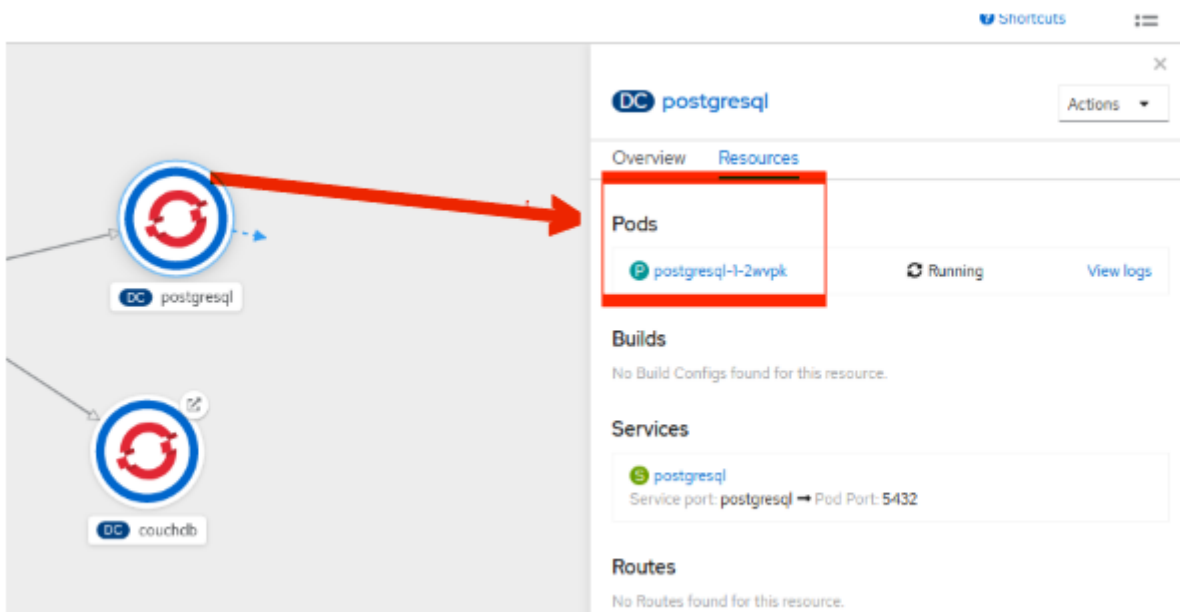 Shortcuts
DC postgresql
Actions
Overview Resources
Pods
P postgresql-1-2wvpk Running View logs
Builds
No Build Configs found for this resource.
Services
S postgresql
Service port: postgresql → Pod Port: 5432
Routes
No Routes found for this resource.
DC postgresql
DC couchdb